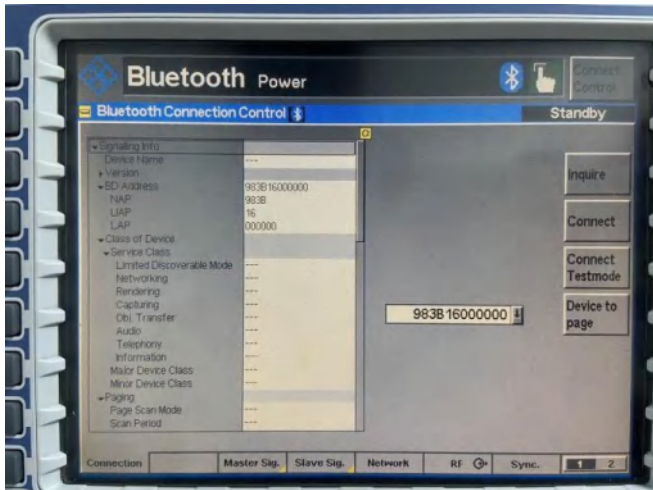 Bluetooth Power
Connect
Control
Bluetooth Connection Control
Standby
Signaling Info
Device Name ---
Version
BD Address 983B16000000
NAP 983B
UAP 16
LAP 000000
Class of Device
Service Class
Limited Discoverable Mode ---
Networking ---
Rendering ---
Capturing ---
Obj. Transfer ---
Audio ---
Telephony ---
Information ---
Major Device Class ---
Minor Device Class ---
Paging
Page Scan Mode ---
Scan Period ---
983B16000000
Inquire
Connect
Connect
Testmode
Device to
page
Connection Master Sig. Slave Sig. Network RF Sync. 1 2